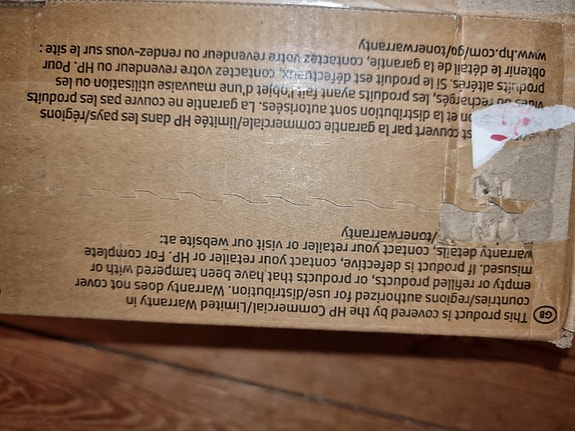 GB This product is covered by the HP Commercial/Limited Warranty in
countries/regions authorized for use/distribution. Warranty does not cover
empty or refilled products, or products that have been tampered with or
misused. If product is defective, contact your retailer or HP. For complete
warranty details, contact your retailer or visit our website at:
/tonerwarranty
st couvert par la garantie commerciale/limitée HP dans les pays/régions
et la distribution sont autorisées. La garantie ne couvre pas les produits
vides ou rechargés, les produits ayant fait l'objet d'une mauvaise utilisation ou les
produits altérés. Si le produit est défectueux, contactez votre revendeur ou HP. Pour
obtenir le détail de la garantie, contactez votre revendeur ou rendez-vous sur le site :
www.hp.com/go/tonerwarranty